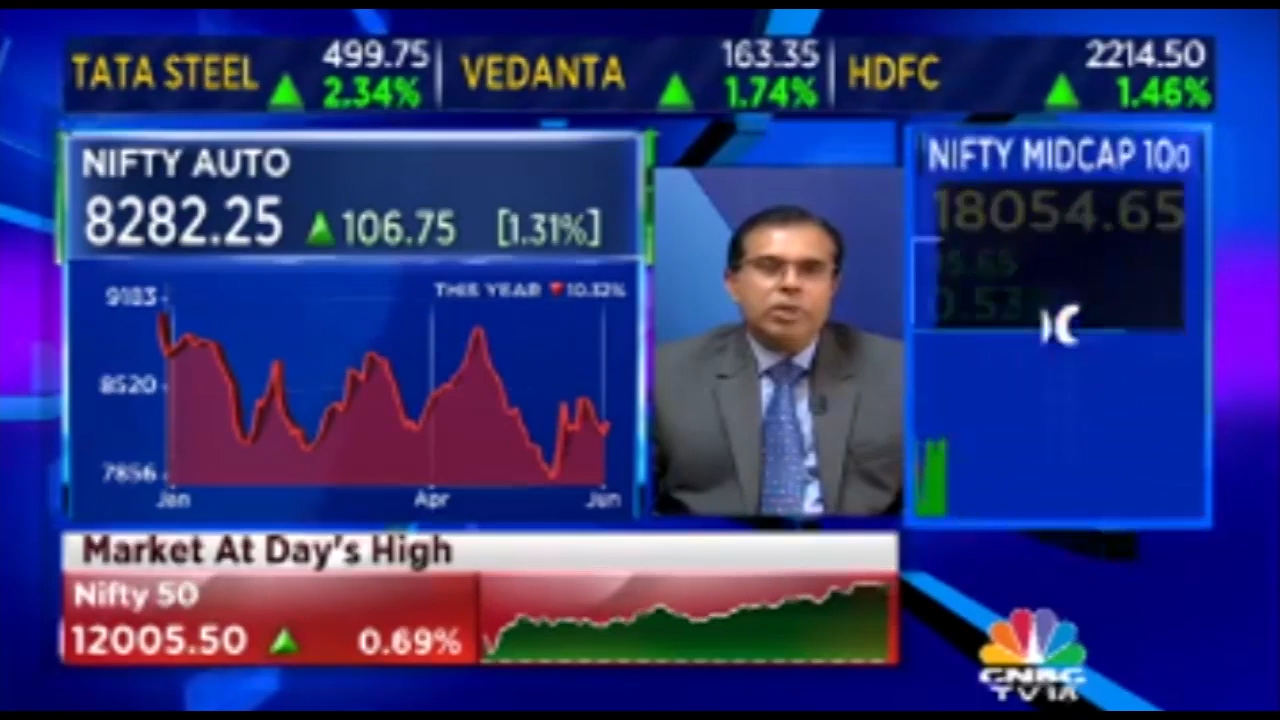 TATA STEEL 499.75 2.34%
VEDANTA 163.35 1.74%
HDFC 2214.50 1.46%
NIFTY AUTO
8282.25 106.75 [1.31%]
THIS YEAR 10.32%
9183
8520
7856
Jan Apr Jun
NIFTY MIDCAP 100
18054.65
0.53
Market At Day's High
Nifty 50
12005.50 0.69%
CNBC
TV18